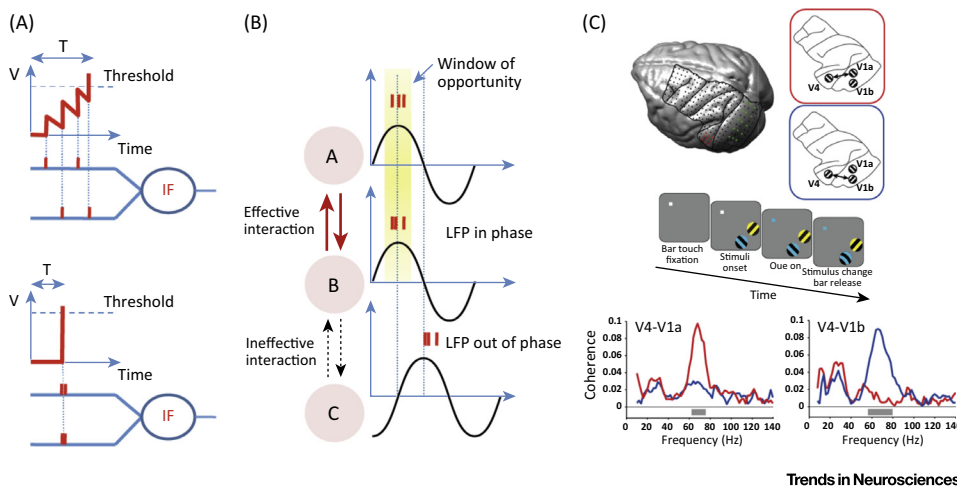 (A)
T
V
Threshold
Time
IF
T
V
Threshold
Time
IF
(B)
Window of
opportunity
A
Effective
interaction
LFP in phase
B
Ineffective
interaction
LFP out of phase
C
(C)
V4
V1a
V1b
V4
V1a
V1b
Bar touch
fixation
Stimuli
onset
Oue on
Stimulus change
bar release
Time
V4-V1a
Coherence
0.1
0.08
0.06
0.04
0.02
0
0 20 40 60 80 100 120 140
Frequency (Hz)
V4-V1b
0.1
0.08
0.06
0.04
0.02
0
0 20 40 60 80 100 120 140
Frequency (Hz)
Trends in Neurosciences